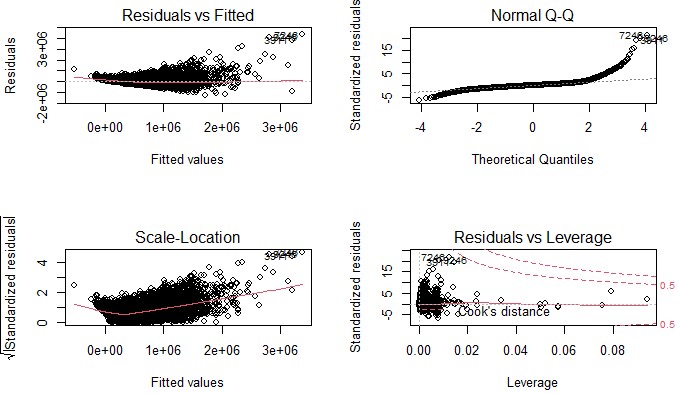 Residuals vs Fitted
Residuals
-2e+06
3e+06
0e+00 1e+06 2e+06 3e+06
Fitted values
Normal Q-Q
Standardized residuals
-5
5
15
-4 -2 0 2 4
Theoretical Quantiles
Scale-Location
√|Standardized residuals|
0
2
4
0e+00 1e+06 2e+06 3e+06
Fitted values
Residuals vs Leverage
Standardized residuals
-5
5
15
Cook's distance
0.5
0.5
0.00 0.02 0.04 0.06 0.08
Leverage